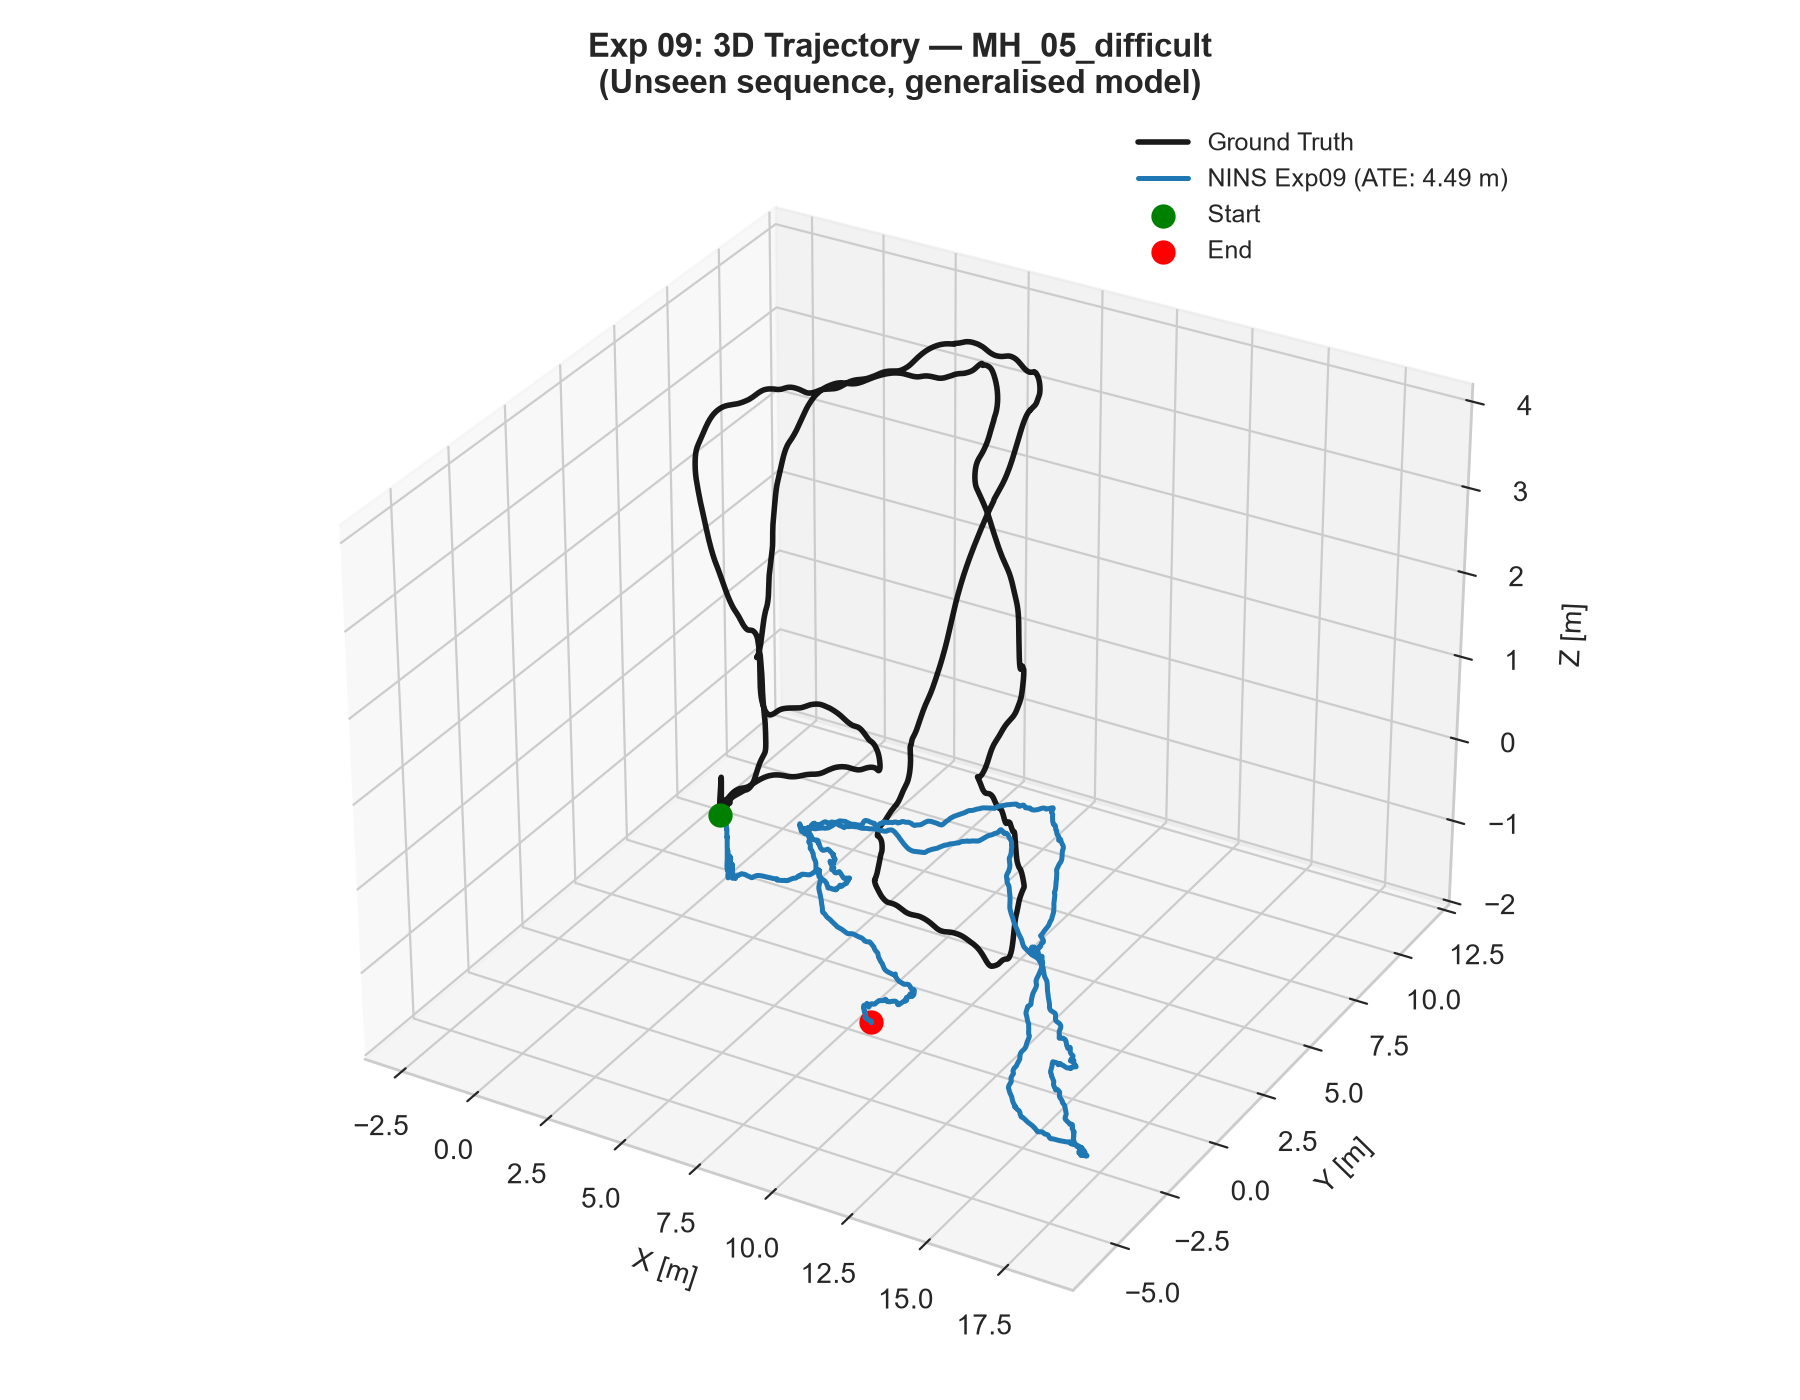 Exp 09: 3D Trajectory — MH_05_difficult
(Unseen sequence, generalised model)
Ground Truth
NINS Exp09 (ATE: 4.49 m)
Start
End
4
3
2
1
0
−1
−2
Z [m]
12.5
10.0
7.5
5.0
2.5
0.0
−2.5
−5.0
Y [m]
−2.5
0.0
2.5
5.0
7.5
10.0
12.5
15.0
17.5
X [m]